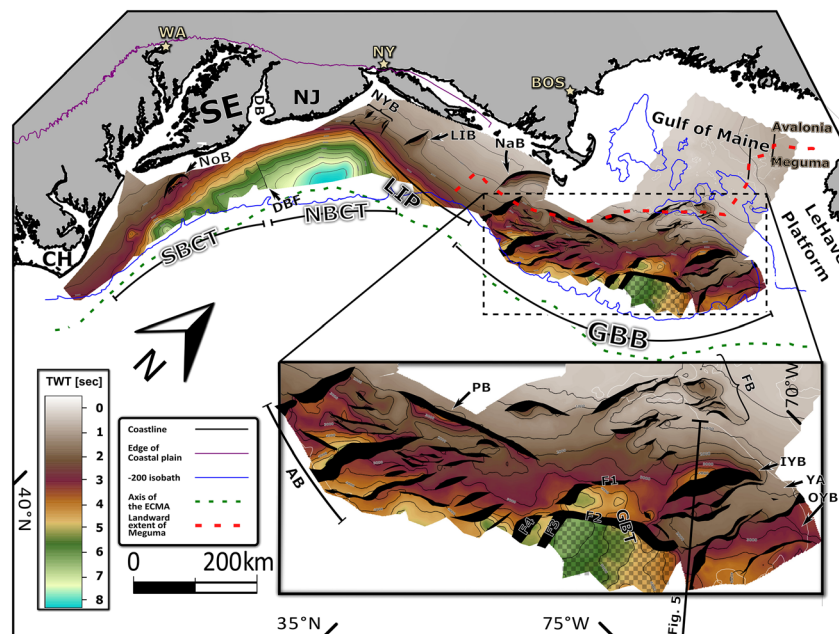 WA
NY
BOS
SE
DB
NJ
NYB
LIB
NaB
NoB
Gulf of Maine
Avalonia
Meguma
LeHave
Platform
DBF
LIP
NBCT
SBCT
CH
GBB
N
TWT [sec]
0
1
2
3
4
5
6
7
8
Coastline
Edge of
Coastal plain
-200 isobath
Axis of
the ECMA
Landward
extent of
Meguma
0
200km
40°N
35°N
75°W
70°W
PB
FB
AB
IYB
YA
OYB
F1
F2
GBT
F3
F4
Fig. 5